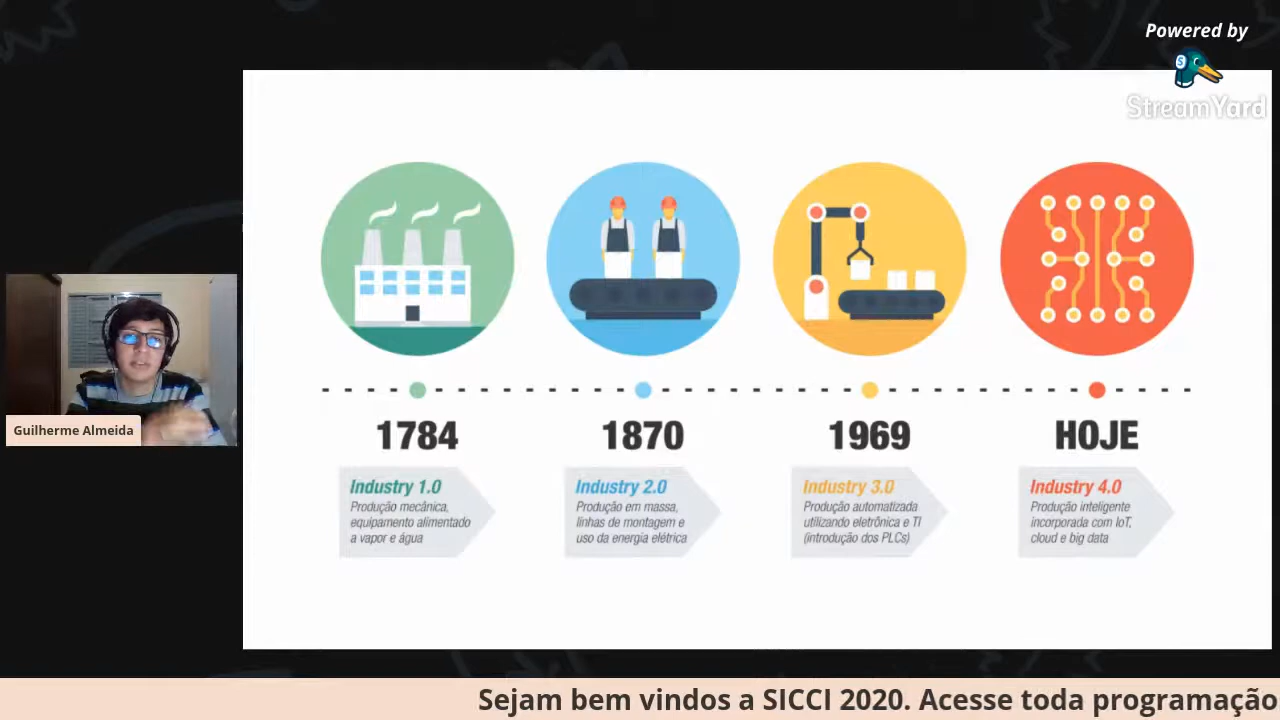 Powered by
StreamYard
1784
1870
1969
HOJE
Industry 1.0
Produção mecânica,
equipamento alimentado
a vapor e água
Industry 2.0
Produção em massa,
linhas de montagem e
uso da energia elétrica
Industry 3.0
Produção automatizada
utilizando eletrônica e TI
(introdução dos PLCs)
Industry 4.0
Produção inteligente
incorporada com IoT,
cloud e big data
Guilherme Almeida
Sejam bem vindos a SICCI 2020. Acesse toda programação